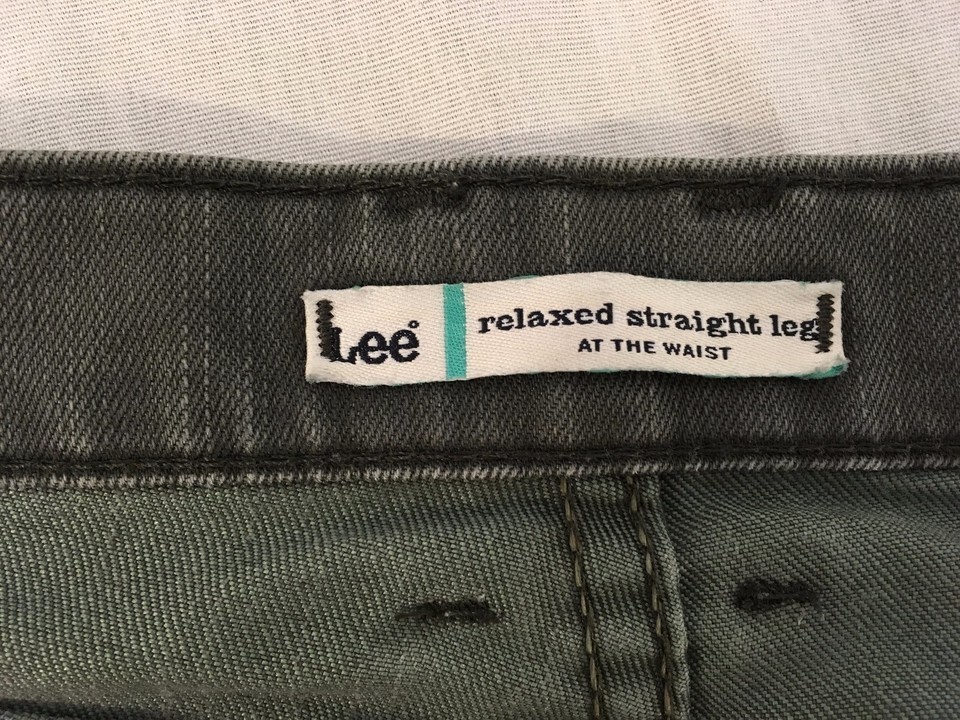 Lee®
relaxed straight leg
AT THE WAIST